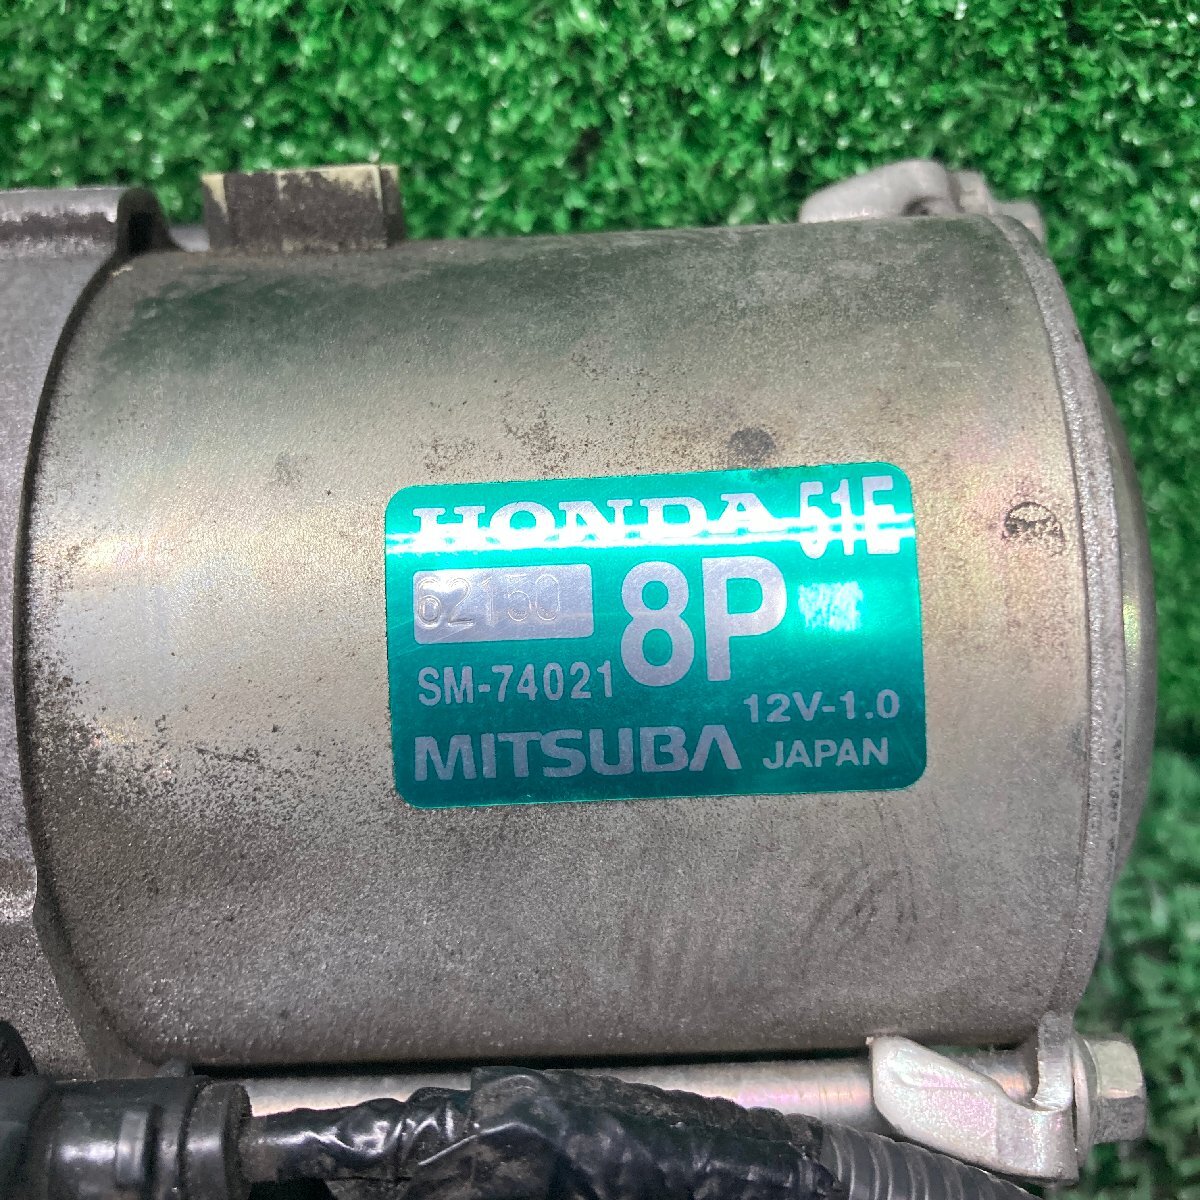 HONDA 51E
62150 8P
SM-74021
12V-1.0
MITSUBA JAPAN